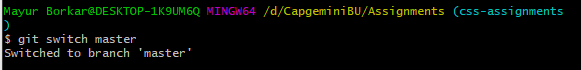 Mayur Borkar@DESKTOP-1K9UM6Q MINGW64 /d/CapgeminiBU/Assignments (css-assignments
)
$ git switch master
Switched to branch 'master'